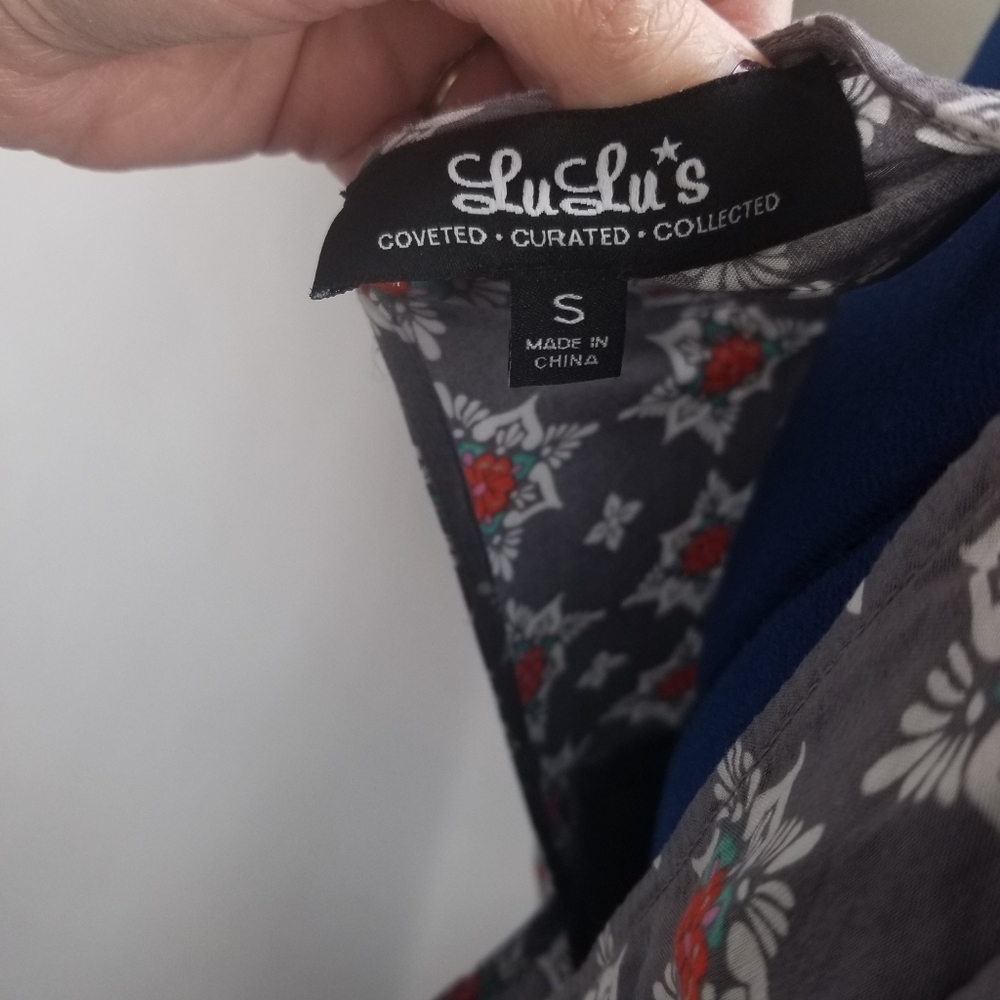 LuLu's
COVETED • CURATED • COLLECTED
S
MADE IN
CHINA